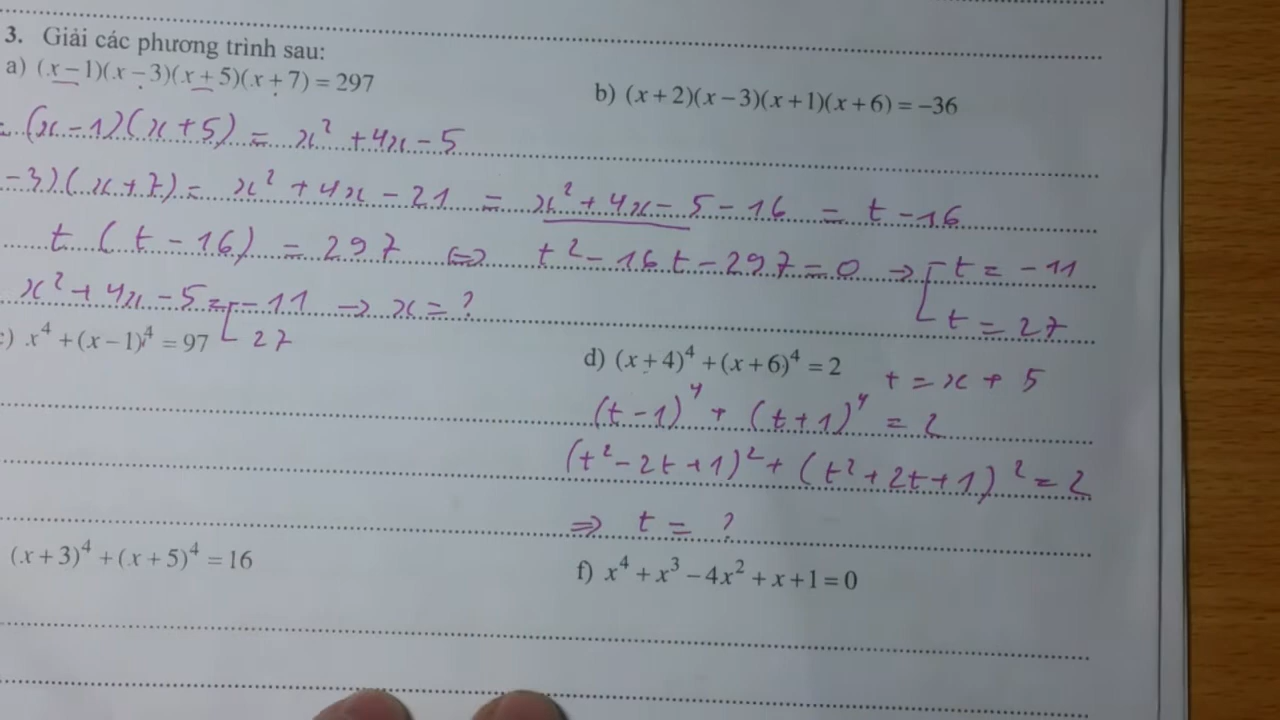 3. Giải các phương trình sau:
a) (x – 1)(x – 3)(x + 5)(x + 7) = 297
b) (x + 2)(x – 3)(x + 1)(x + 6) = –36
(x – 1)(x + 5) = x² + 4x – 5
– 3)(x + 7) = x² + 4x – 21 = x² + 4x – 5 – 16 = t – 16
t (t – 16) = 297 ⇔ t² – 16t – 297 = 0 ⇒ [ t = –11
t = 27
x² + 4x – 5 = [ –11 → x = ?
27
c) x⁴ + (x – 1)⁴ = 97
d) (x + 4)⁴ + (x + 6)⁴ = 2 t = x + 5
(t – 1)⁴ + (t + 1)⁴ = 2
(t² – 2t + 1)² + (t² + 2t + 1)² = 2
⇒ t = ?
(x + 3)⁴ + (x + 5)⁴ = 16
f) x⁴ + x³ – 4x² + x + 1 = 0